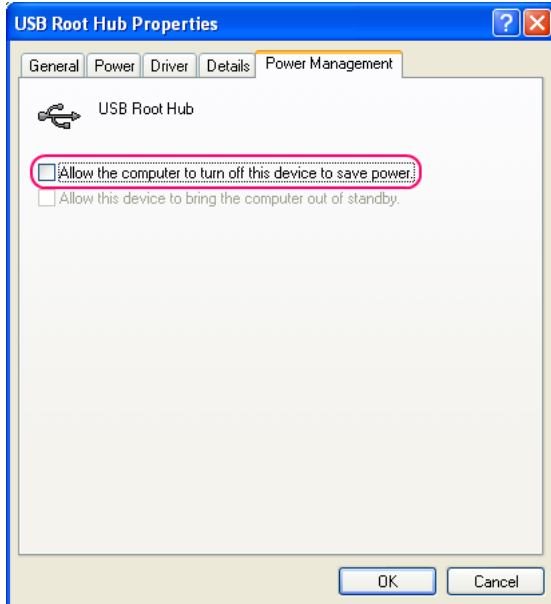 USB Root Hub Properties
General Power Driver Details Power Management
USB Root Hub
Allow the computer to turn off this device to save power.
Allow this device to bring the computer out of standby.
OK Cancel